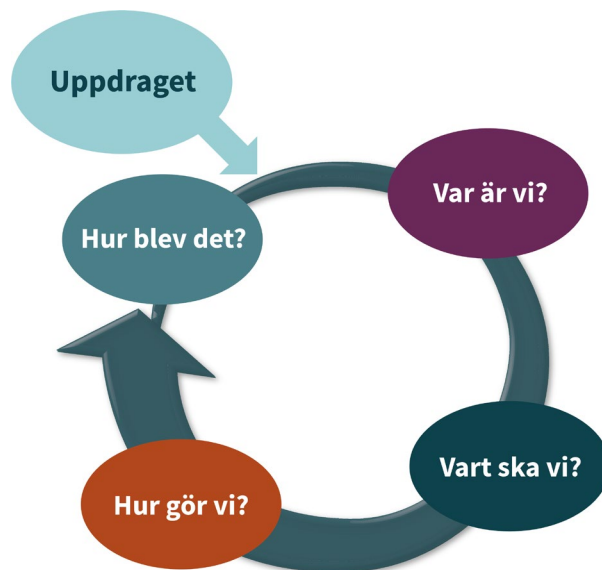 Uppdraget
Var är vi?
Hur blev det?
Vart ska vi?
Hur gör vi?